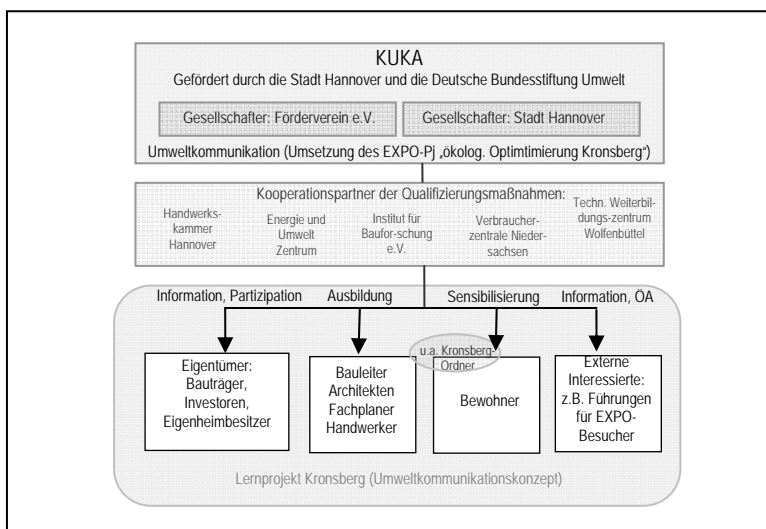 KUKA
Gefördert durch die Stadt Hannover und die Deutsche Bundesstiftung Umwelt
Gesellschafter: Förderverein e.V.
Gesellschafter: Stadt Hannover
Umweltkommunikation (Umsetzung des EXPO-Pj „ökolog. Optimtimierung Kronsberg“)
Kooperationspartner der Qualifizierungsmaßnahmen:
Handwerks-
kammer
Hannover
Energie und
Umwelt
Zentrum
Institut für
Baufor-schung
e.V.
Verbraucher-
zentrale Nieder-
sachsen
Techn. Weiterbil-
dungs-zentrum
Wolfenbüttel
Information, Partizipation
Ausbildung
Sensibilisierung
Information, ÖA
Eigentümer:
Bauträger,
Investoren,
Eigenheimbesitzer
Bauleiter
Architekten
Fachplaner
Handwerker
u.a. Kronsberg-
Ordner
Bewohner
Externe
Interessierte:
z.B. Führungen
für EXPO-
Besucher
Lernprojekt Kronsberg (Umweltkommunikationskonzept)